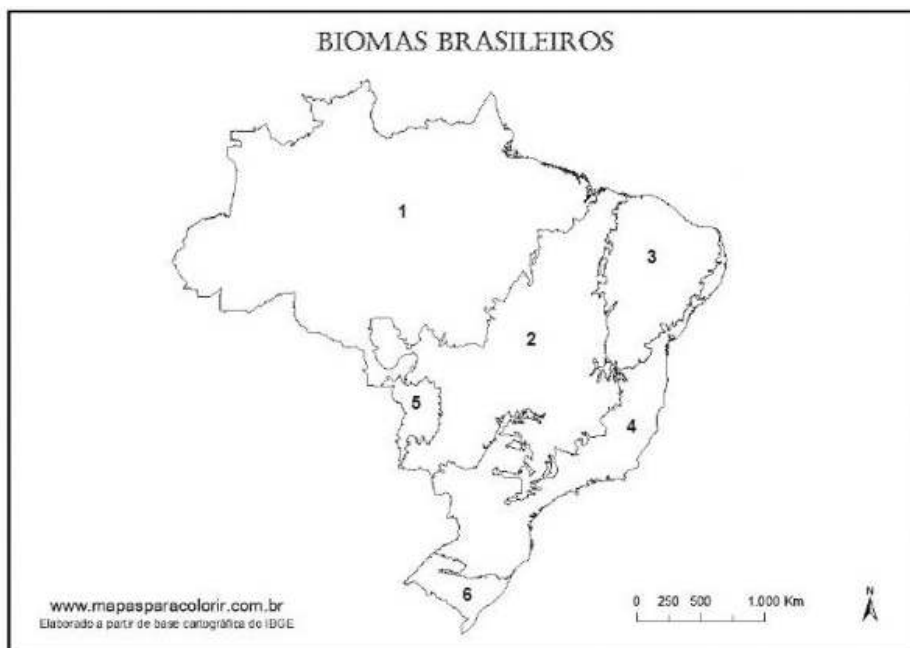 BIOMAS BRASILEIROS
1
3
2
5
4
6
www.mapasparacolorir.com.br
Elaborado a partir de base cartográfica do IBGE
0 250 500 1.000 Km
N